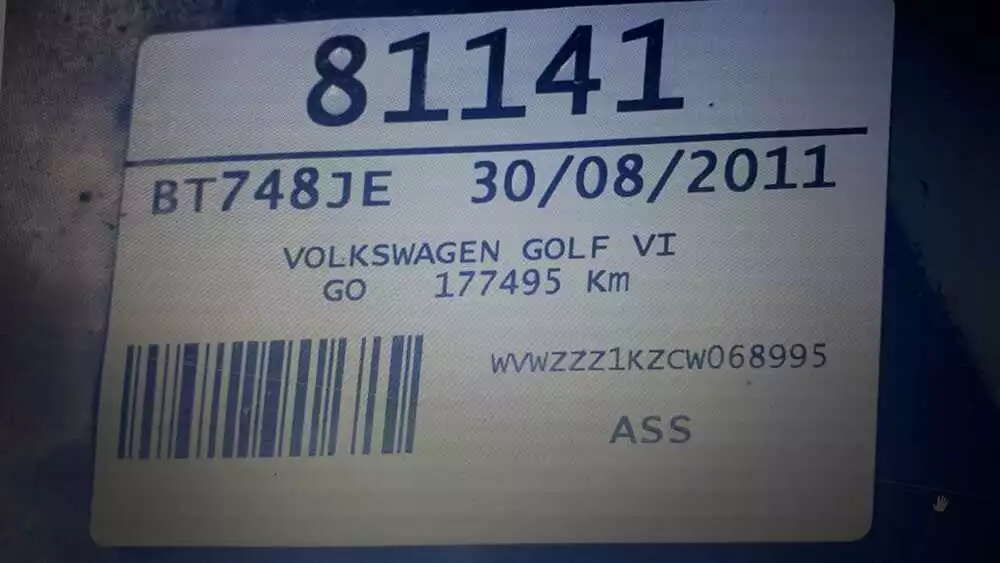 81141
BT748JE 30/08/2011
VOLKSWAGEN GOLF VI
GO 177495 Km
WVWZZZ1KZCW068995
ASS